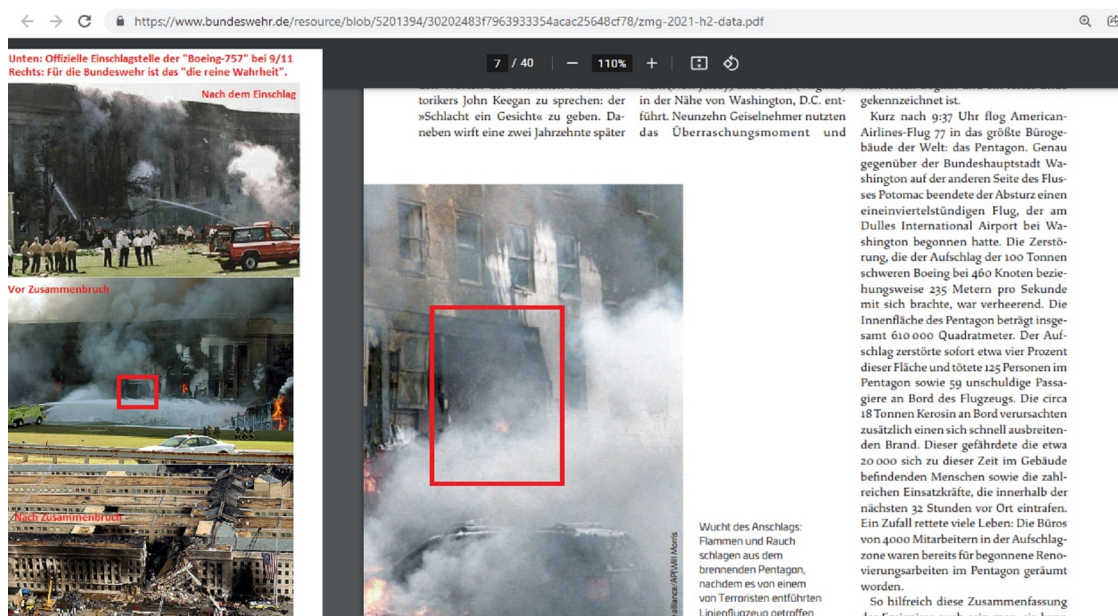 https://www.bundeswehr.de/resource/blob/5201394/30202483f7963933354acac25648cf78/zmg-2021-h2-data.pdf
Unten: Offizielle Einschlagstelle der "Boeing-757" bei 9/11
Rechts: Für die Bundeswehr ist das "die reine Wahrheit".
Nach dem Einschlag
Vor Zusammenbruch
Nach Zusammenbruch
7 / 40
110%
torikers John Keegan zu sprechen: der
»Schlacht ein Gesicht« zu geben. Da-
neben wirft eine zwei Jahrzehnte später
in der Nähe von Washington, D.C. ent-
führt. Neunzehn Geiselnehmer nutzten
das Überraschungsmoment und
gekennzeichnet ist.
Kurz nach 9:37 Uhr flog American-
Airlines-Flug 77 in das größte Büroge-
bäude der Welt: das Pentagon. Genau
gegenüber der Bundeshauptstadt Wa-
shington auf der anderen Seite des Flus-
ses Potomac beendete der Absturz einen
eineinviertelstündigen Flug, der am
Dulles International Airport bei Wa-
shington begonnen hatte. Die Zerstö-
rung, die der Aufschlag der 100 Tonnen
schweren Boeing bei 460 Knoten bezie-
hungsweise 235 Metern pro Sekunde
mit sich brachte, war verheerend. Die
Innenfläche des Pentagon beträgt insge-
samt 610 000 Quadratmeter. Der Auf-
schlag zerstörte sofort etwa vier Prozent
dieser Fläche und tötete 125 Personen im
Pentagon sowie 59 unschuldige Passa-
giere an Bord des Flugzeugs. Die circa
18 Tonnen Kerosin an Bord verursachten
zusätzlich einen sich schnell ausbreiten-
den Brand. Dieser gefährdete die etwa
20 000 sich zu dieser Zeit im Gebäude
befindenden Menschen sowie die zahl-
reichen Einsatzkräfte, die innerhalb der
nächsten 32 Stunden vor Ort eintrafen.
Ein Zufall rettete viele Leben: Die Büros
von 4000 Mitarbeitern in der Aufschlag-
zone waren bereits für begonnene Reno-
vierungsarbeiten im Pentagon geräumt
worden.
So hilfreich diese Zusammenfassung
Wucht des Anschlags:
Flammen und Rauch
schlagen aus dem
brennenden Pentagon,
nachdem es von einem
von Terroristen entführten
Linienflugzeug getroffen
alliance/AP|Will Morris